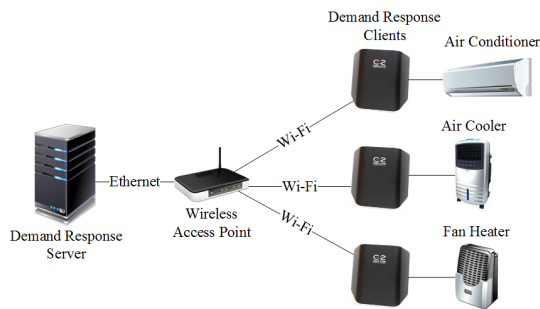 Demand Response
Clients
Air Conditioner
Wi-Fi
Air Cooler
Ethernet
Wi-Fi
Demand Response
Server
Wireless
Access Point
Wi-Fi
Fan Heater